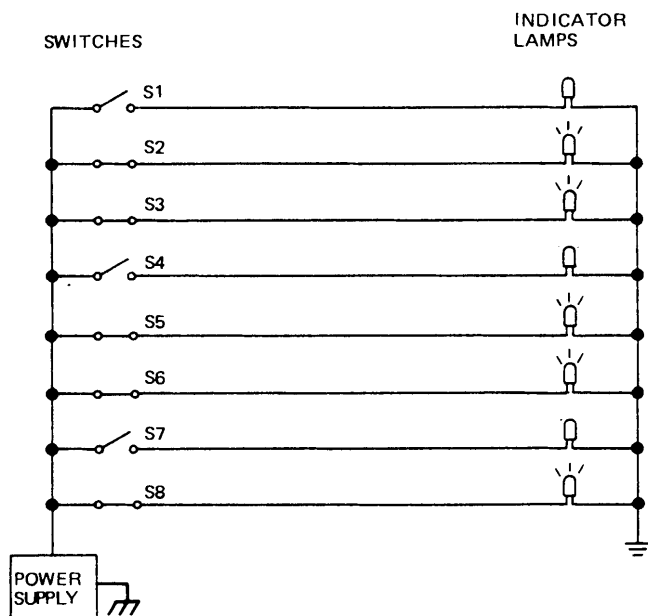 SWITCHES
INDICATOR
LAMPS
S1
S2
S3
S4
S5
S6
S7
S8
POWER
SUPPLY